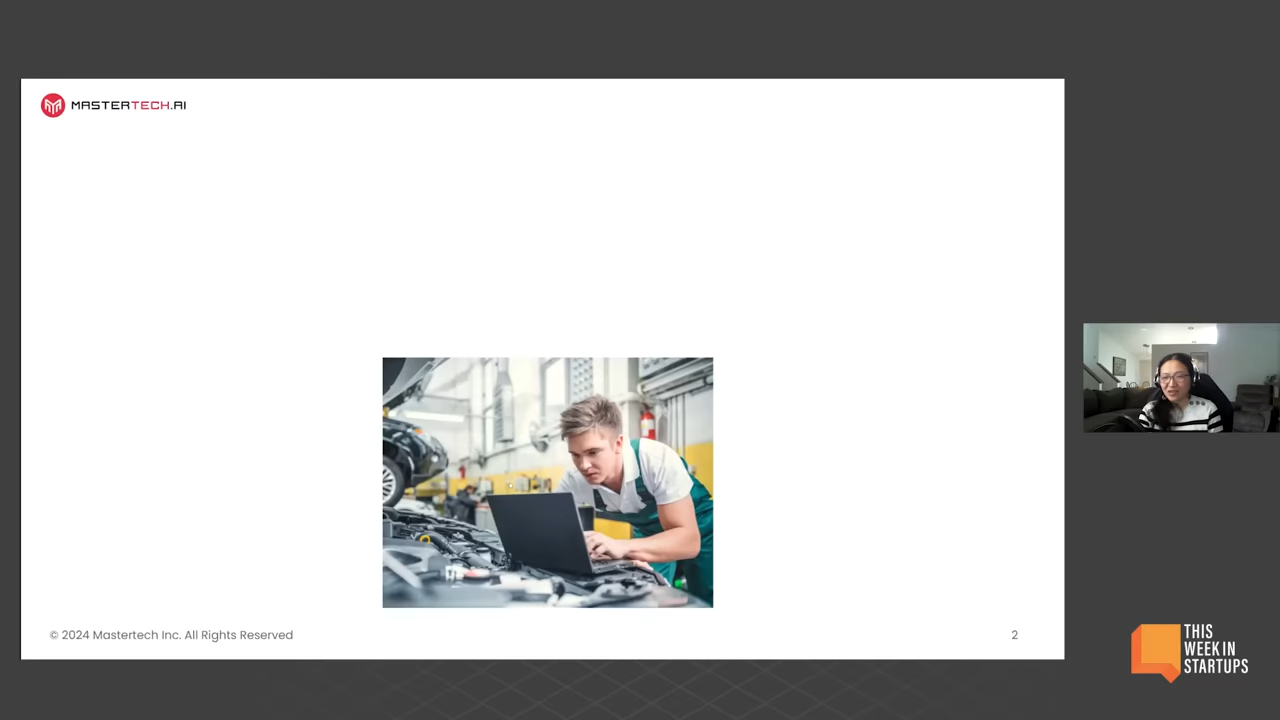 MASTERTECH.AI
© 2024 Mastertech Inc. All Rights Reserved
2
THIS
WEEK IN
STARTUPS